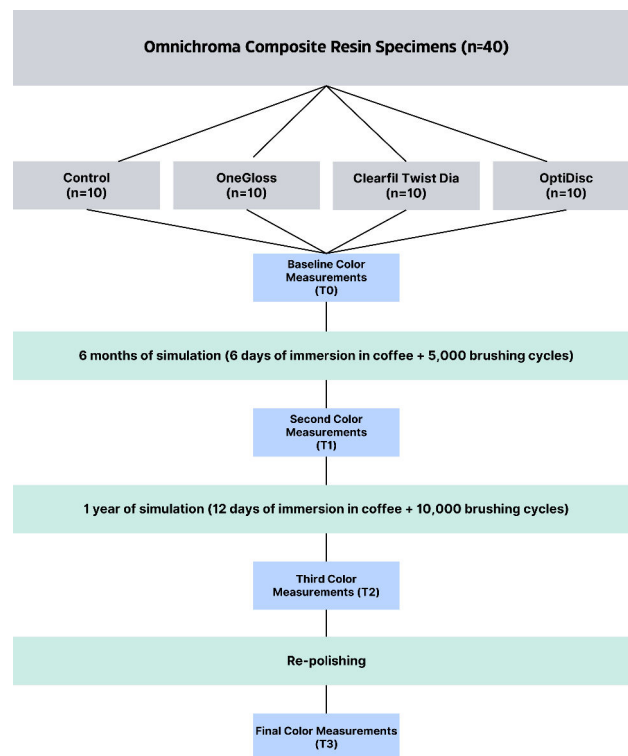 Omnichroma Composite Resin Specimens (n=40)
Control
(n=10)
OneGloss
(n=10)
Clearfil Twist Dia
(n=10)
OptiDisc
(n=10)
Baseline Color
Measurements
(T0)
6 months of simulation (6 days of immersion in coffee + 5,000 brushing cycles)
Second Color
Measurements
(T1)
1 year of simulation (12 days of immersion in coffee + 10,000 brushing cycles)
Third Color
Measurements (T2)
Re-polishing
Final Color Measurements
(T3)